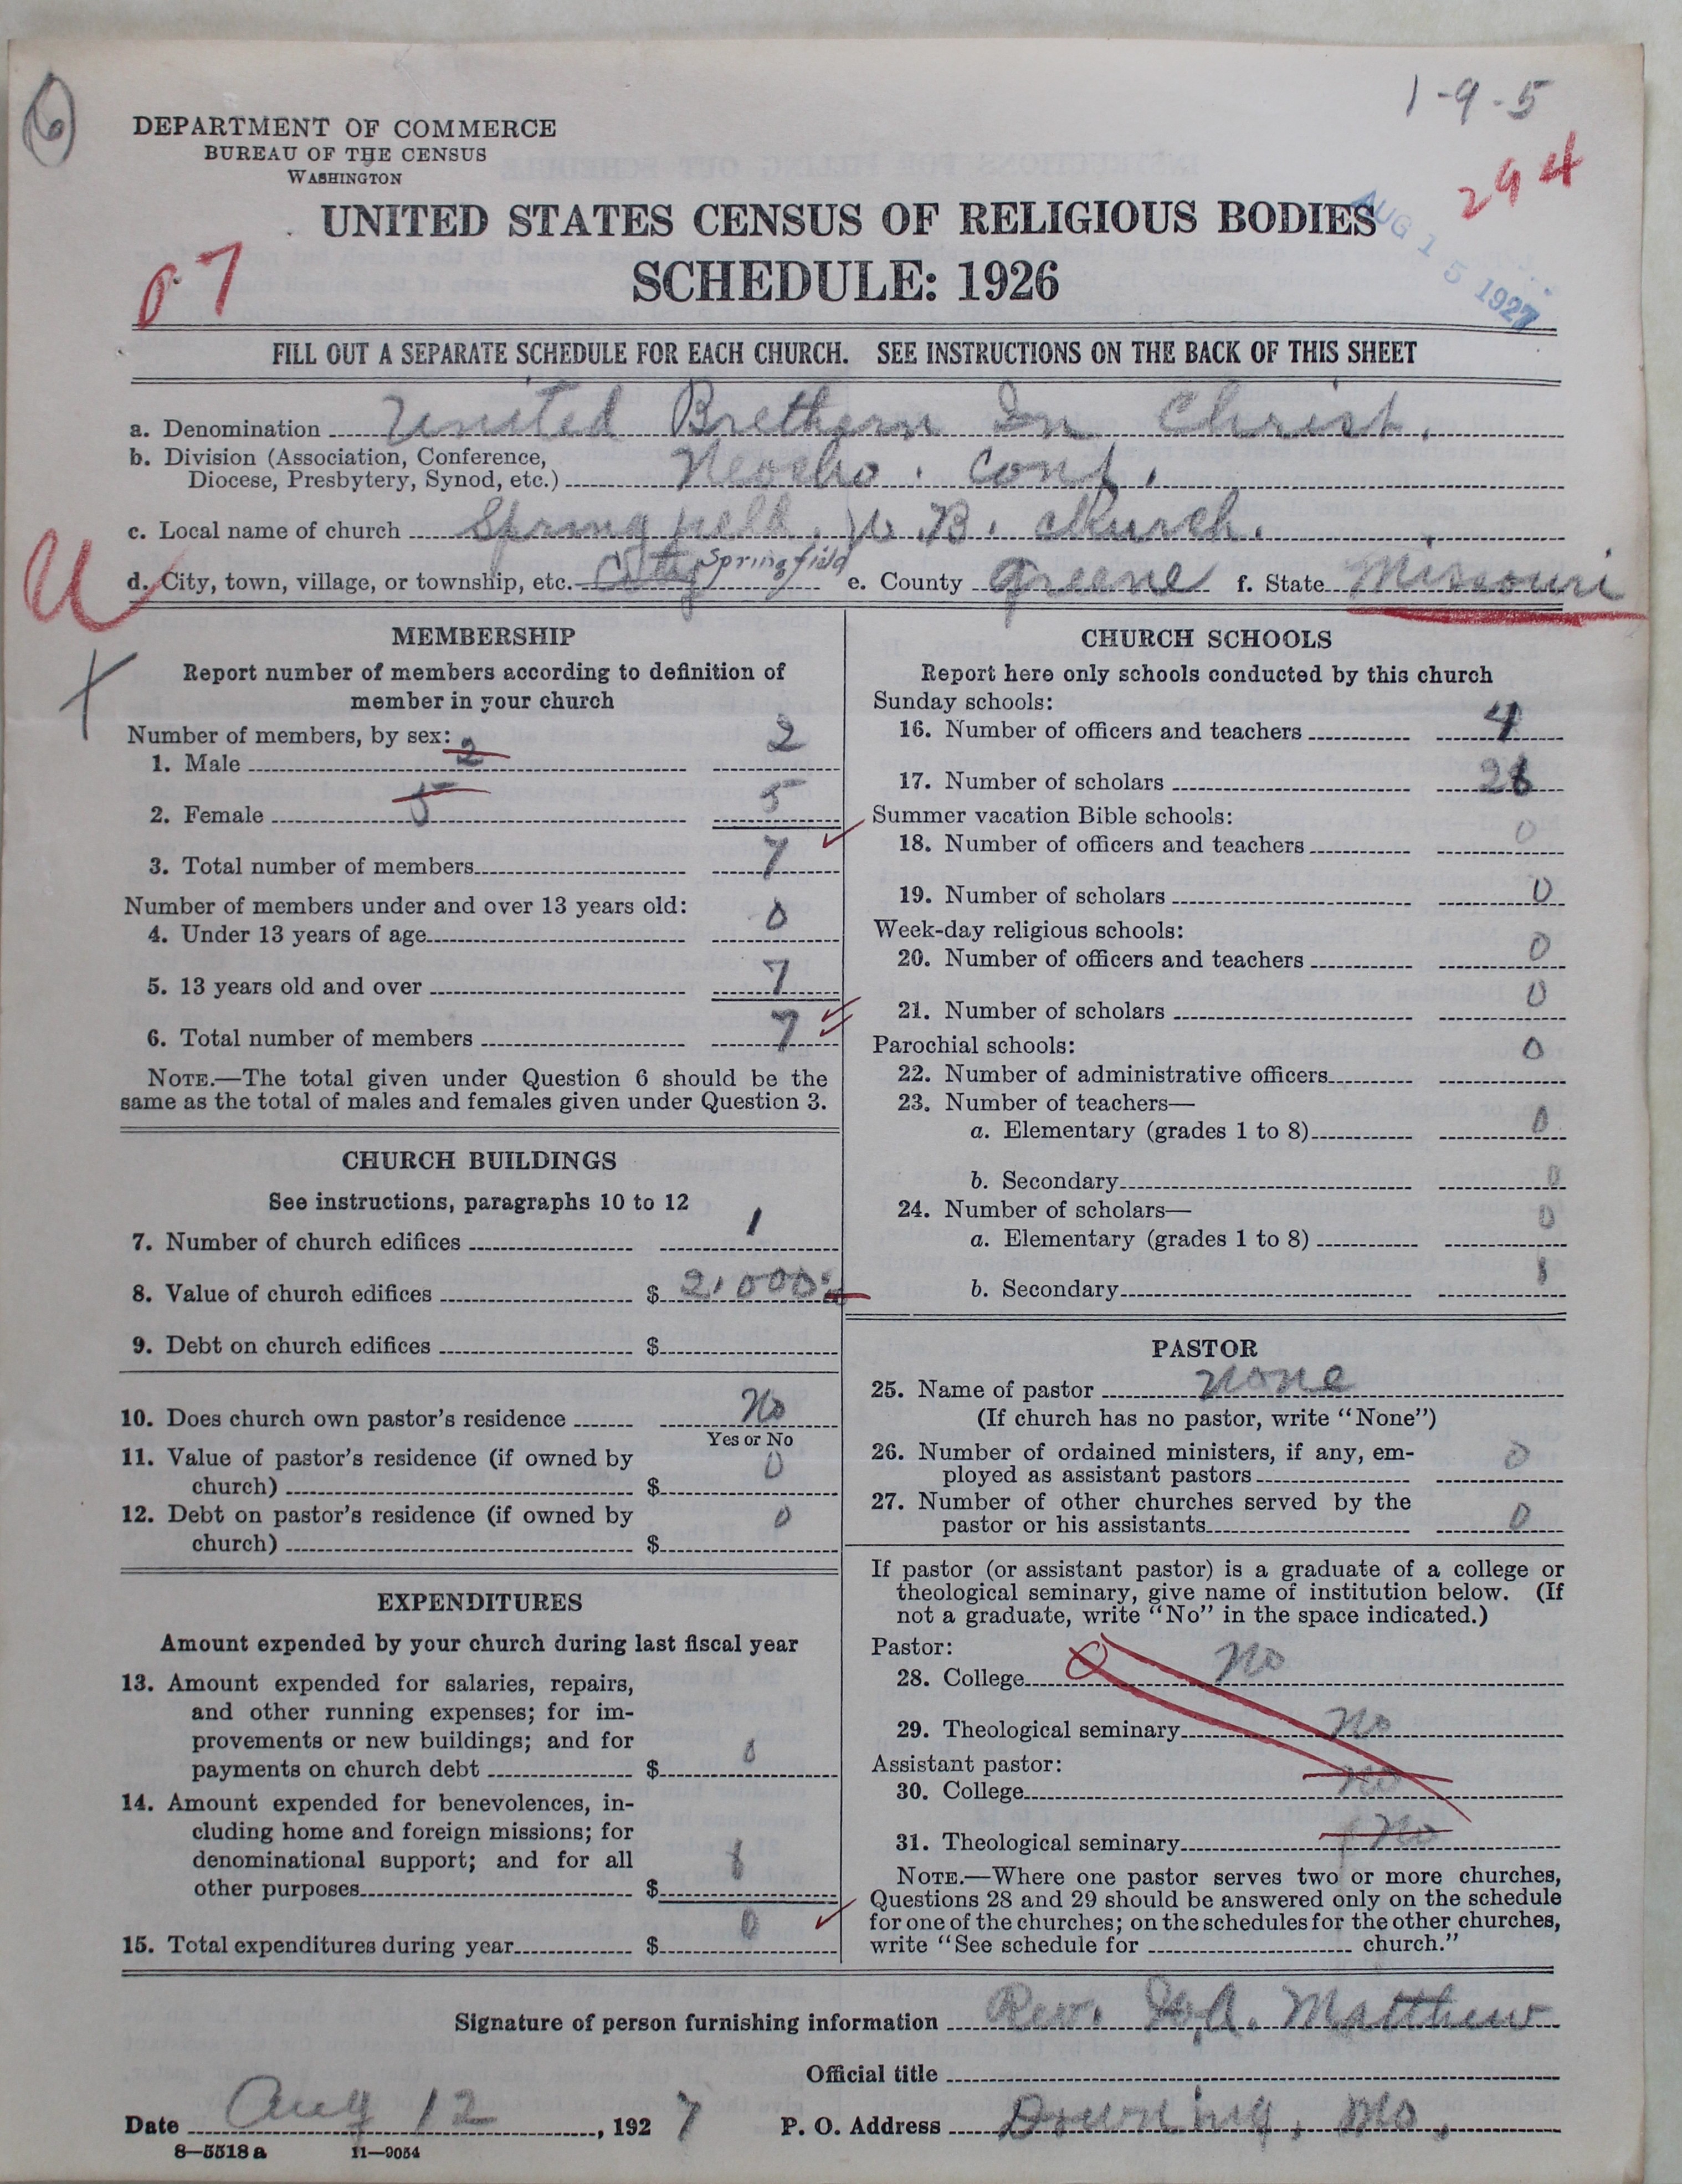 1-9-5
6
DEPARTMENT OF COMMERCE
BUREAU OF THE CENSUS
WASHINGTON
294
UNITED STATES CENSUS OF RELIGIOUS BODIES
AUG 15 1927
07
SCHEDULE: 1926
FILL OUT A SEPARATE SCHEDULE FOR EACH CHURCH. SEE INSTRUCTIONS ON THE BACK OF THIS SHEET
a. Denomination United Brethern In Christ.
b. Division (Association, Conference,
Diocese, Presbytery, Synod, etc.) Neosho. Conf.
c. Local name of church Springfield. U.B. church.
U
d. City, town, village, or township, etc. City Springfield e. County Greene f. State Missouri
MEMBERSHIP
Report number of members according to definition of
member in your church
Number of members, by sex:
1. Male 2 2
2. Female 5 5
3. Total number of members 7
Number of members under and over 13 years old:
4. Under 13 years of age 0
5. 13 years old and over 7
6. Total number of members 7
NOTE.—The total given under Question 6 should be the
same as the total of males and females given under Question 3.
CHURCH BUILDINGS
See instructions, paragraphs 10 to 12
7. Number of church edifices 1
8. Value of church edifices $ 2,000
9. Debt on church edifices $
10. Does church own pastor's residence No
Yes or No
11. Value of pastor's residence (if owned by
church) $ 0
12. Debt on pastor's residence (if owned by
church) $ 0
EXPENDITURES
Amount expended by your church during last fiscal year
13. Amount expended for salaries, repairs,
and other running expenses; for im-
provements or new buildings; and for
payments on church debt $ 0
14. Amount expended for benevolences, in-
cluding home and foreign missions; for
denominational support; and for all
other purposes $
15. Total expenditures during year $ 0
CHURCH SCHOOLS
Report here only schools conducted by this church
Sunday schools:
16. Number of officers and teachers 4
17. Number of scholars 28
Summer vacation Bible schools:
18. Number of officers and teachers 0
19. Number of scholars 0
Week-day religious schools:
20. Number of officers and teachers 0
21. Number of scholars 0
Parochial schools:
22. Number of administrative officers 0
23. Number of teachers—
a. Elementary (grades 1 to 8) 0
b. Secondary 0
24. Number of scholars—
a. Elementary (grades 1 to 8) 0
b. Secondary
PASTOR
25. Name of pastor none
(If church has no pastor, write "None")
26. Number of ordained ministers, if any, em-
ployed as assistant pastors 0
27. Number of other churches served by the
pastor or his assistants 0
If pastor (or assistant pastor) is a graduate of a college or
theological seminary, give name of institution below. (If
not a graduate, write "No" in the space indicated.)
Pastor:
28. College No
29. Theological seminary No
Assistant pastor:
30. College No
31. Theological seminary No
NOTE.—Where one pastor serves two or more churches,
Questions 28 and 29 should be answered only on the schedule
for one of the churches; on the schedules for the other churches,
write "See schedule for church."
Signature of person furnishing information Rev. A. Matthew
Official title
Date Aug 12, 1927 P. O. Address Downing, Mo.
8—5518 a 11—9054